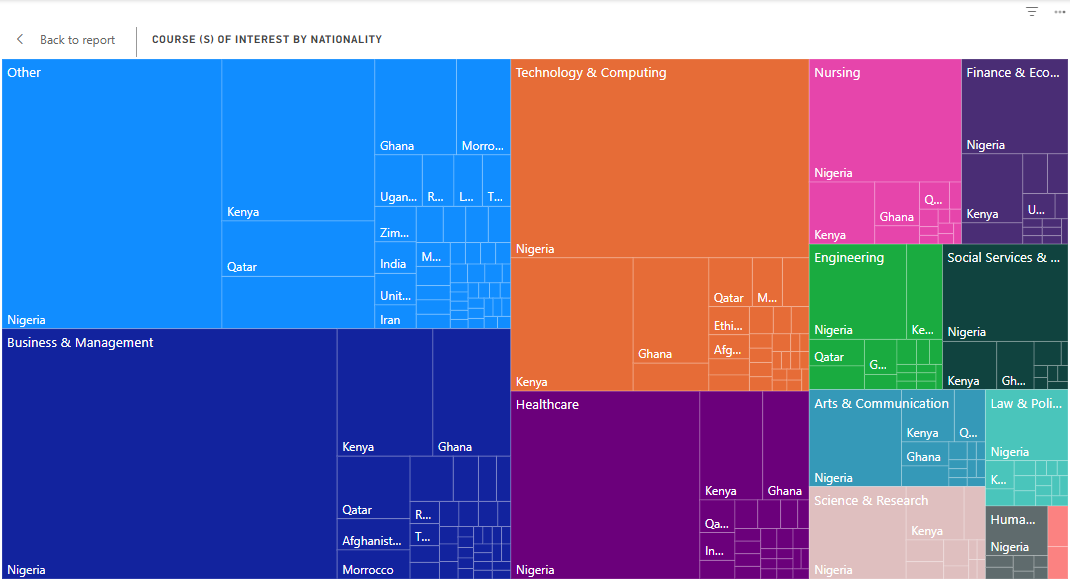 Back to report
COURSE (S) OF INTEREST BY NATIONALITY
Other
Nigeria
Kenya
Qatar
Ghana
Morro...
Ugan...
R...
L...
T...
Zim...
India
M...
Unit...
Iran
Business & Management
Nigeria
Kenya
Ghana
Qatar
R...
T...
Afghanist...
Morrocco
Technology & Computing
Nigeria
Kenya
Ghana
Qatar
M...
Ethi...
Afg...
Healthcare
Nigeria
Kenya
Ghana
Qa...
In...
Nursing
Nigeria
Kenya
Ghana
Q...
Finance & Eco...
Nigeria
Kenya
U...
Engineering
Nigeria
Ke...
Qatar
G...
Social Services & ...
Nigeria
Kenya
Gh...
Arts & Communication
Nigeria
Kenya
Q...
Ghana
Law & Poli...
Nigeria
K...
Science & Research
Nigeria
Kenya
Huma...
Nigeria